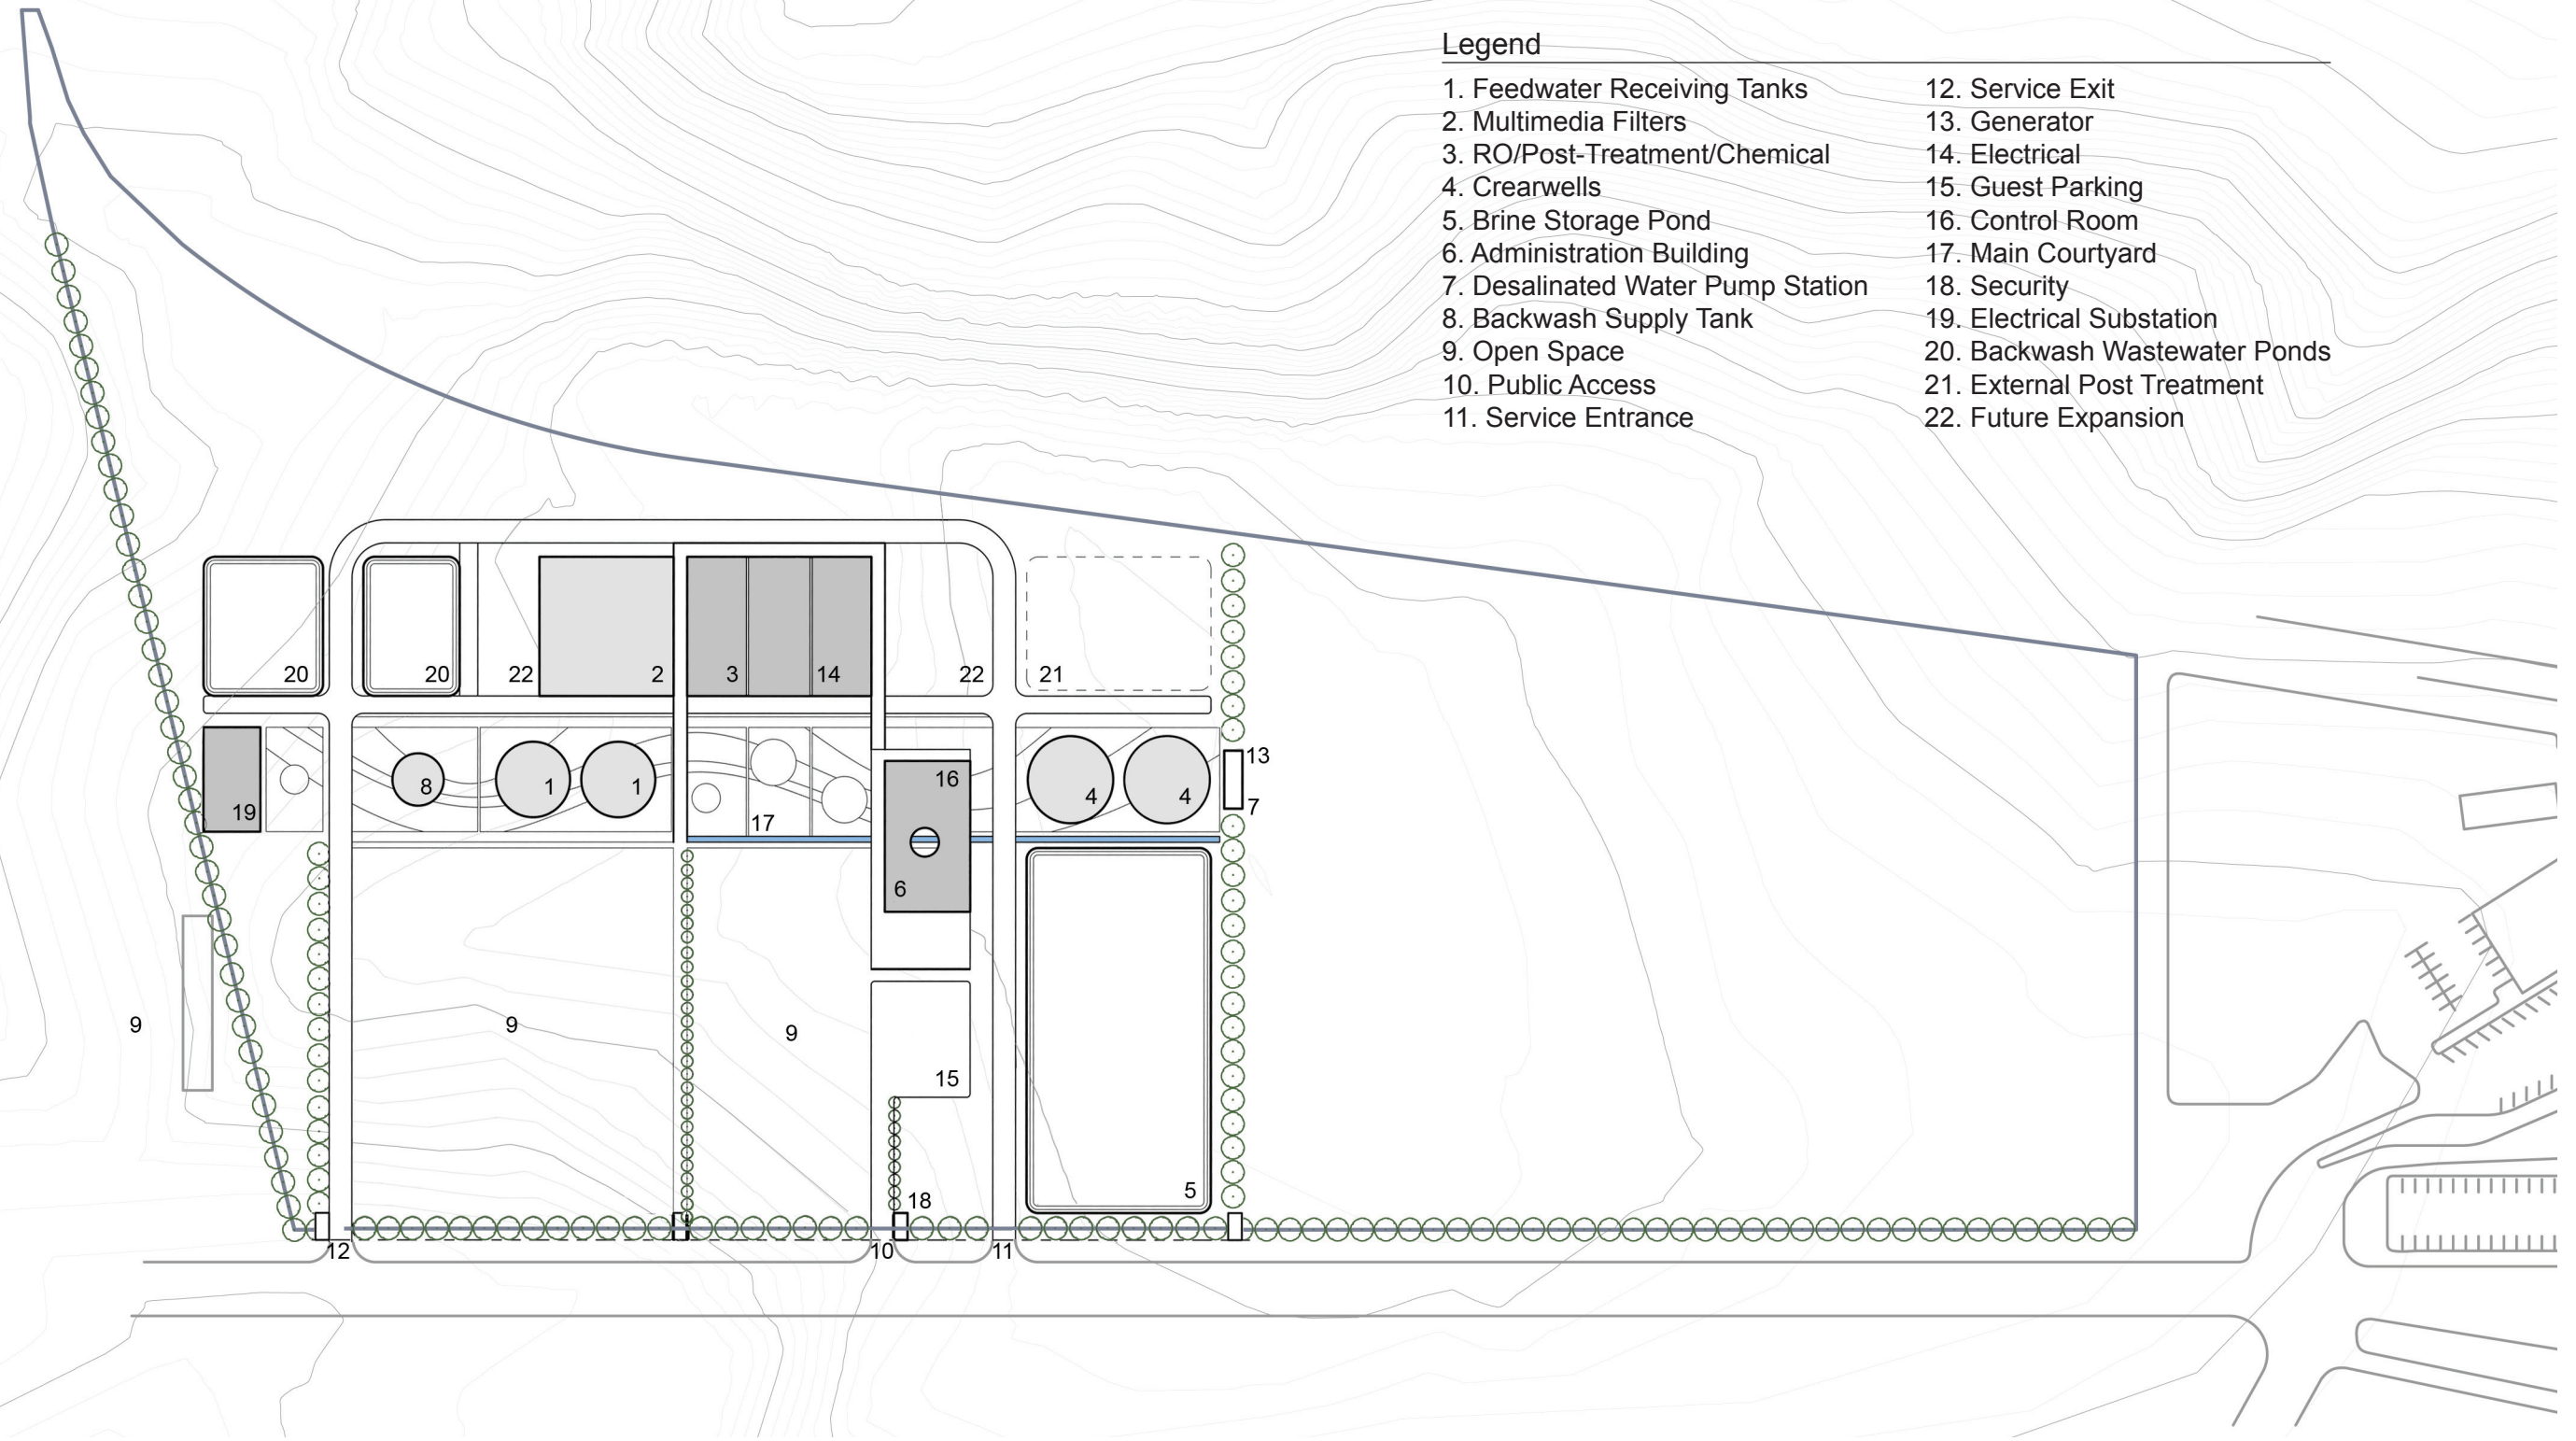 Legend
1. Feedwater Receiving Tanks
2. Multimedia Filters
3. RO/Post-Treatment/Chemical
4. Crearwells
5. Brine Storage Pond
6. Administration Building
7. Desalinated Water Pump Station
8. Backwash Supply Tank
9. Open Space
10. Public Access
11. Service Entrance
12. Service Exit
13. Generator
14. Electrical
15. Guest Parking
16. Control Room
17. Main Courtyard
18. Security
19. Electrical Substation
20. Backwash Wastewater Ponds
21. External Post Treatment
22. Future Expansion
20 20 22 2 3 14 22 21
13
16
8 1 1 4 4
19 17 7
6
9 9 9
15
5
18
12 10 11